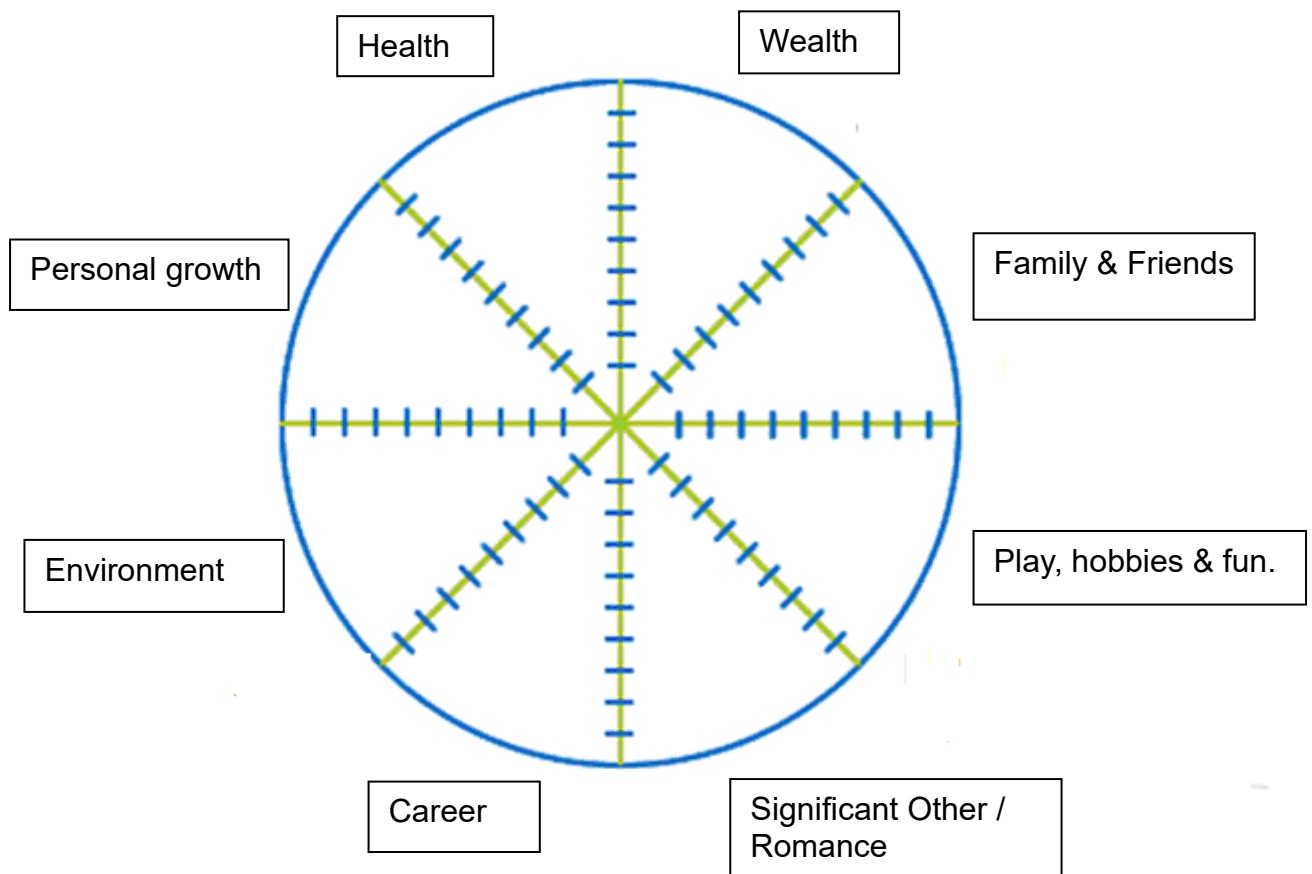 Health
Wealth
Personal growth
Family & Friends
Environment
Play, hobbies & fun.
Career
Significant Other /
Romance